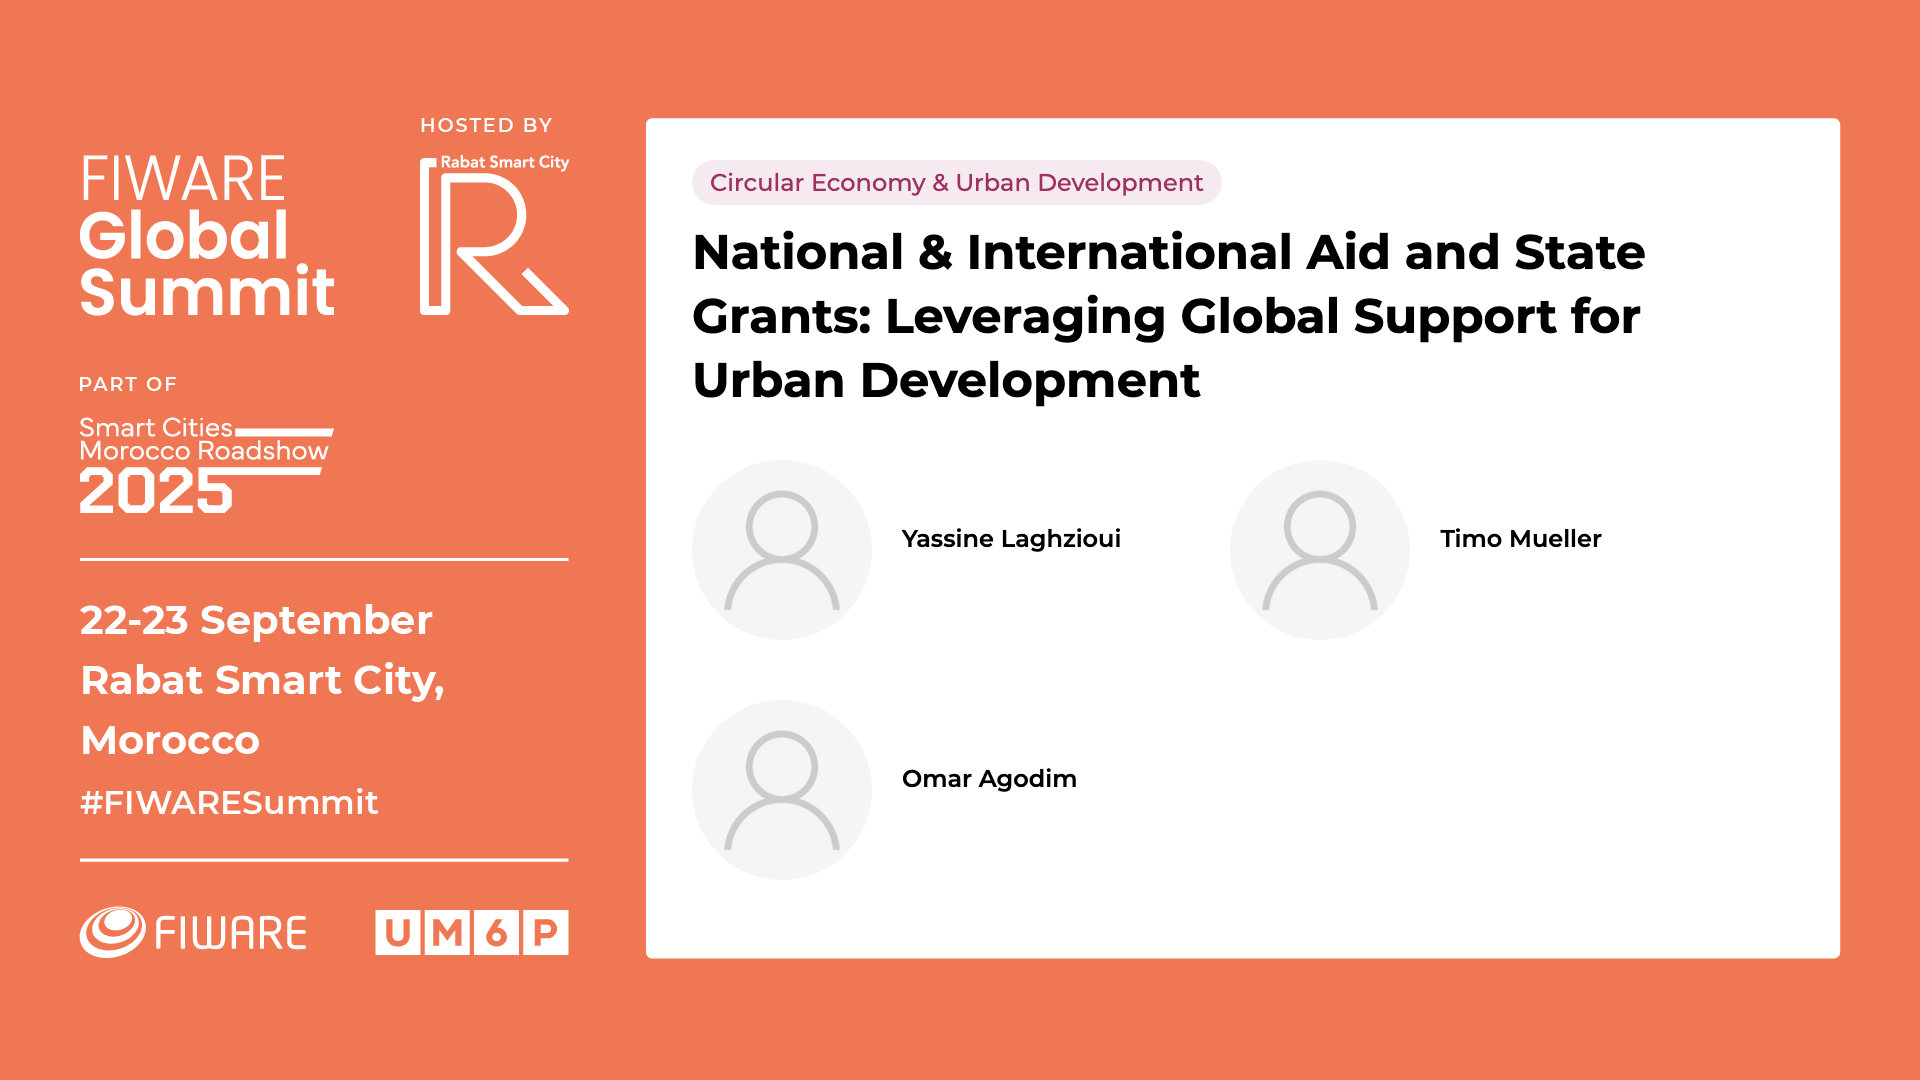 FIWARE
Global
Summit
HOSTED BY
Rabat Smart City
PART OF
Smart Cities
Morocco Roadshow
2025
22-23 September
Rabat Smart City,
Morocco
#FIWARESummit
FIWARE
UM6P
Circular Economy & Urban Development
National & International Aid and State
Grants: Leveraging Global Support for
Urban Development
Yassine Laghzioui
Timo Mueller
Omar Agodim